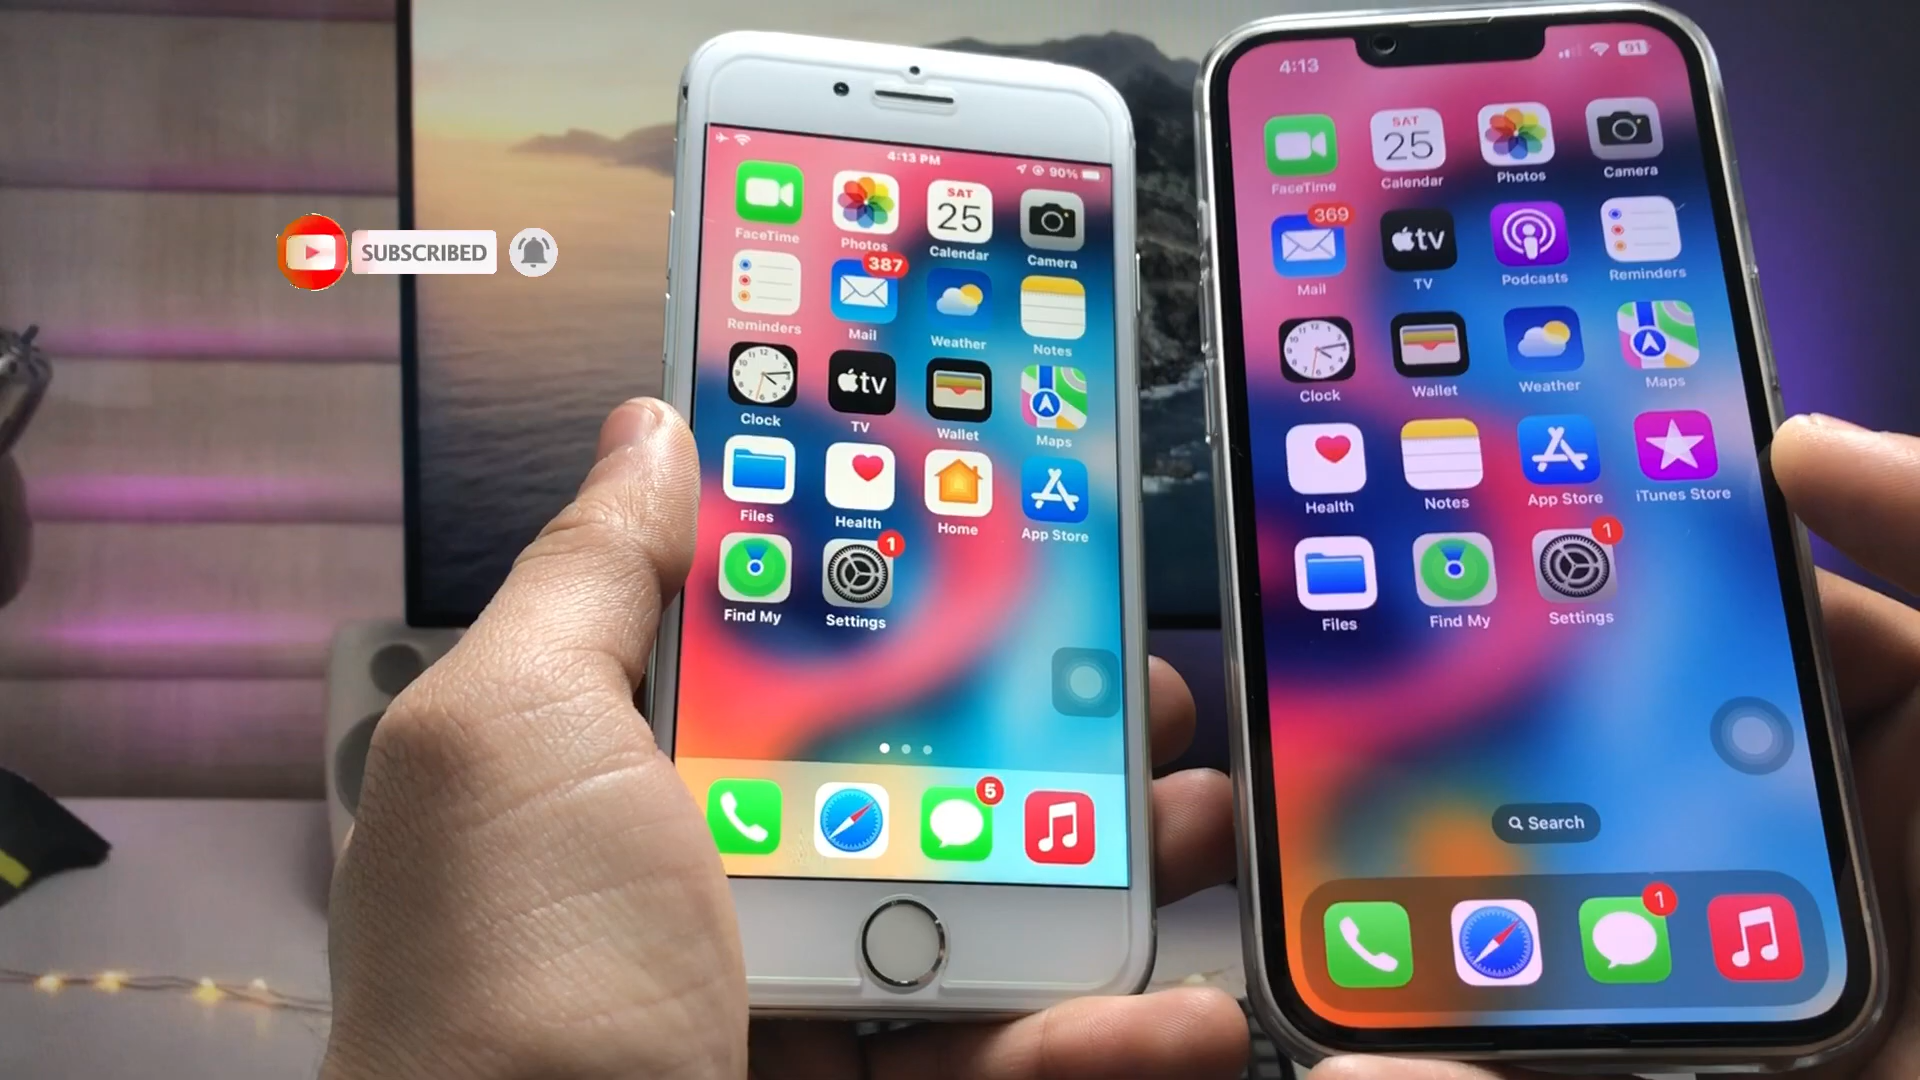 SUBSCRIBED
4:13 PM
90%
FaceTime
Photos
SAT
25
Calendar
Camera
Reminders
387
Mail
Weather
Notes
12
Clock
tv
TV
Wallet
Maps
Files
Health
Home
App Store
Find My
1
Settings
5
4:13
91
FaceTime
SAT
25
Calendar
Photos
Camera
369
Mail
tv
TV
Podcasts
Reminders
Clock
Wallet
Weather
Maps
Health
Notes
App Store
iTunes Store
Files
Find My
1
Settings
Search
1